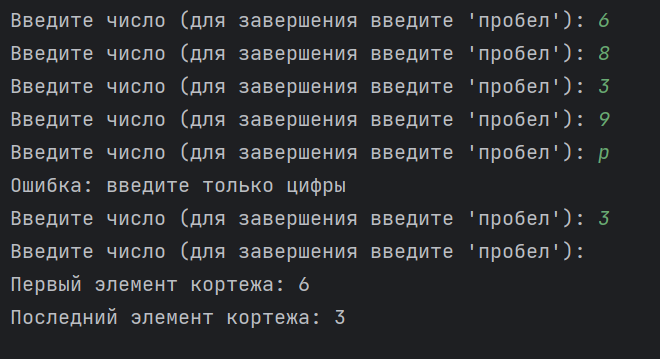 Введите число (для завершения введите 'пробел'): 6
Введите число (для завершения введите 'пробел'): 8
Введите число (для завершения введите 'пробел'): 3
Введите число (для завершения введите 'пробел'): 9
Введите число (для завершения введите 'пробел'): р
Ошибка: введите только цифры
Введите число (для завершения введите 'пробел'): 3
Введите число (для завершения введите 'пробел'):
Первый элемент кортежа: 6
Последний элемент кортежа: 3